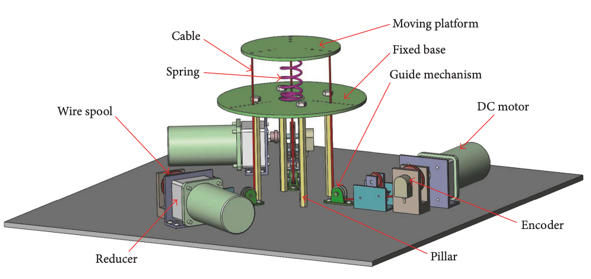 Moving platform
Cable
Fixed base
Spring
Guide mechanism
Wire spool
DC motor
Encoder
Pillar
Reducer